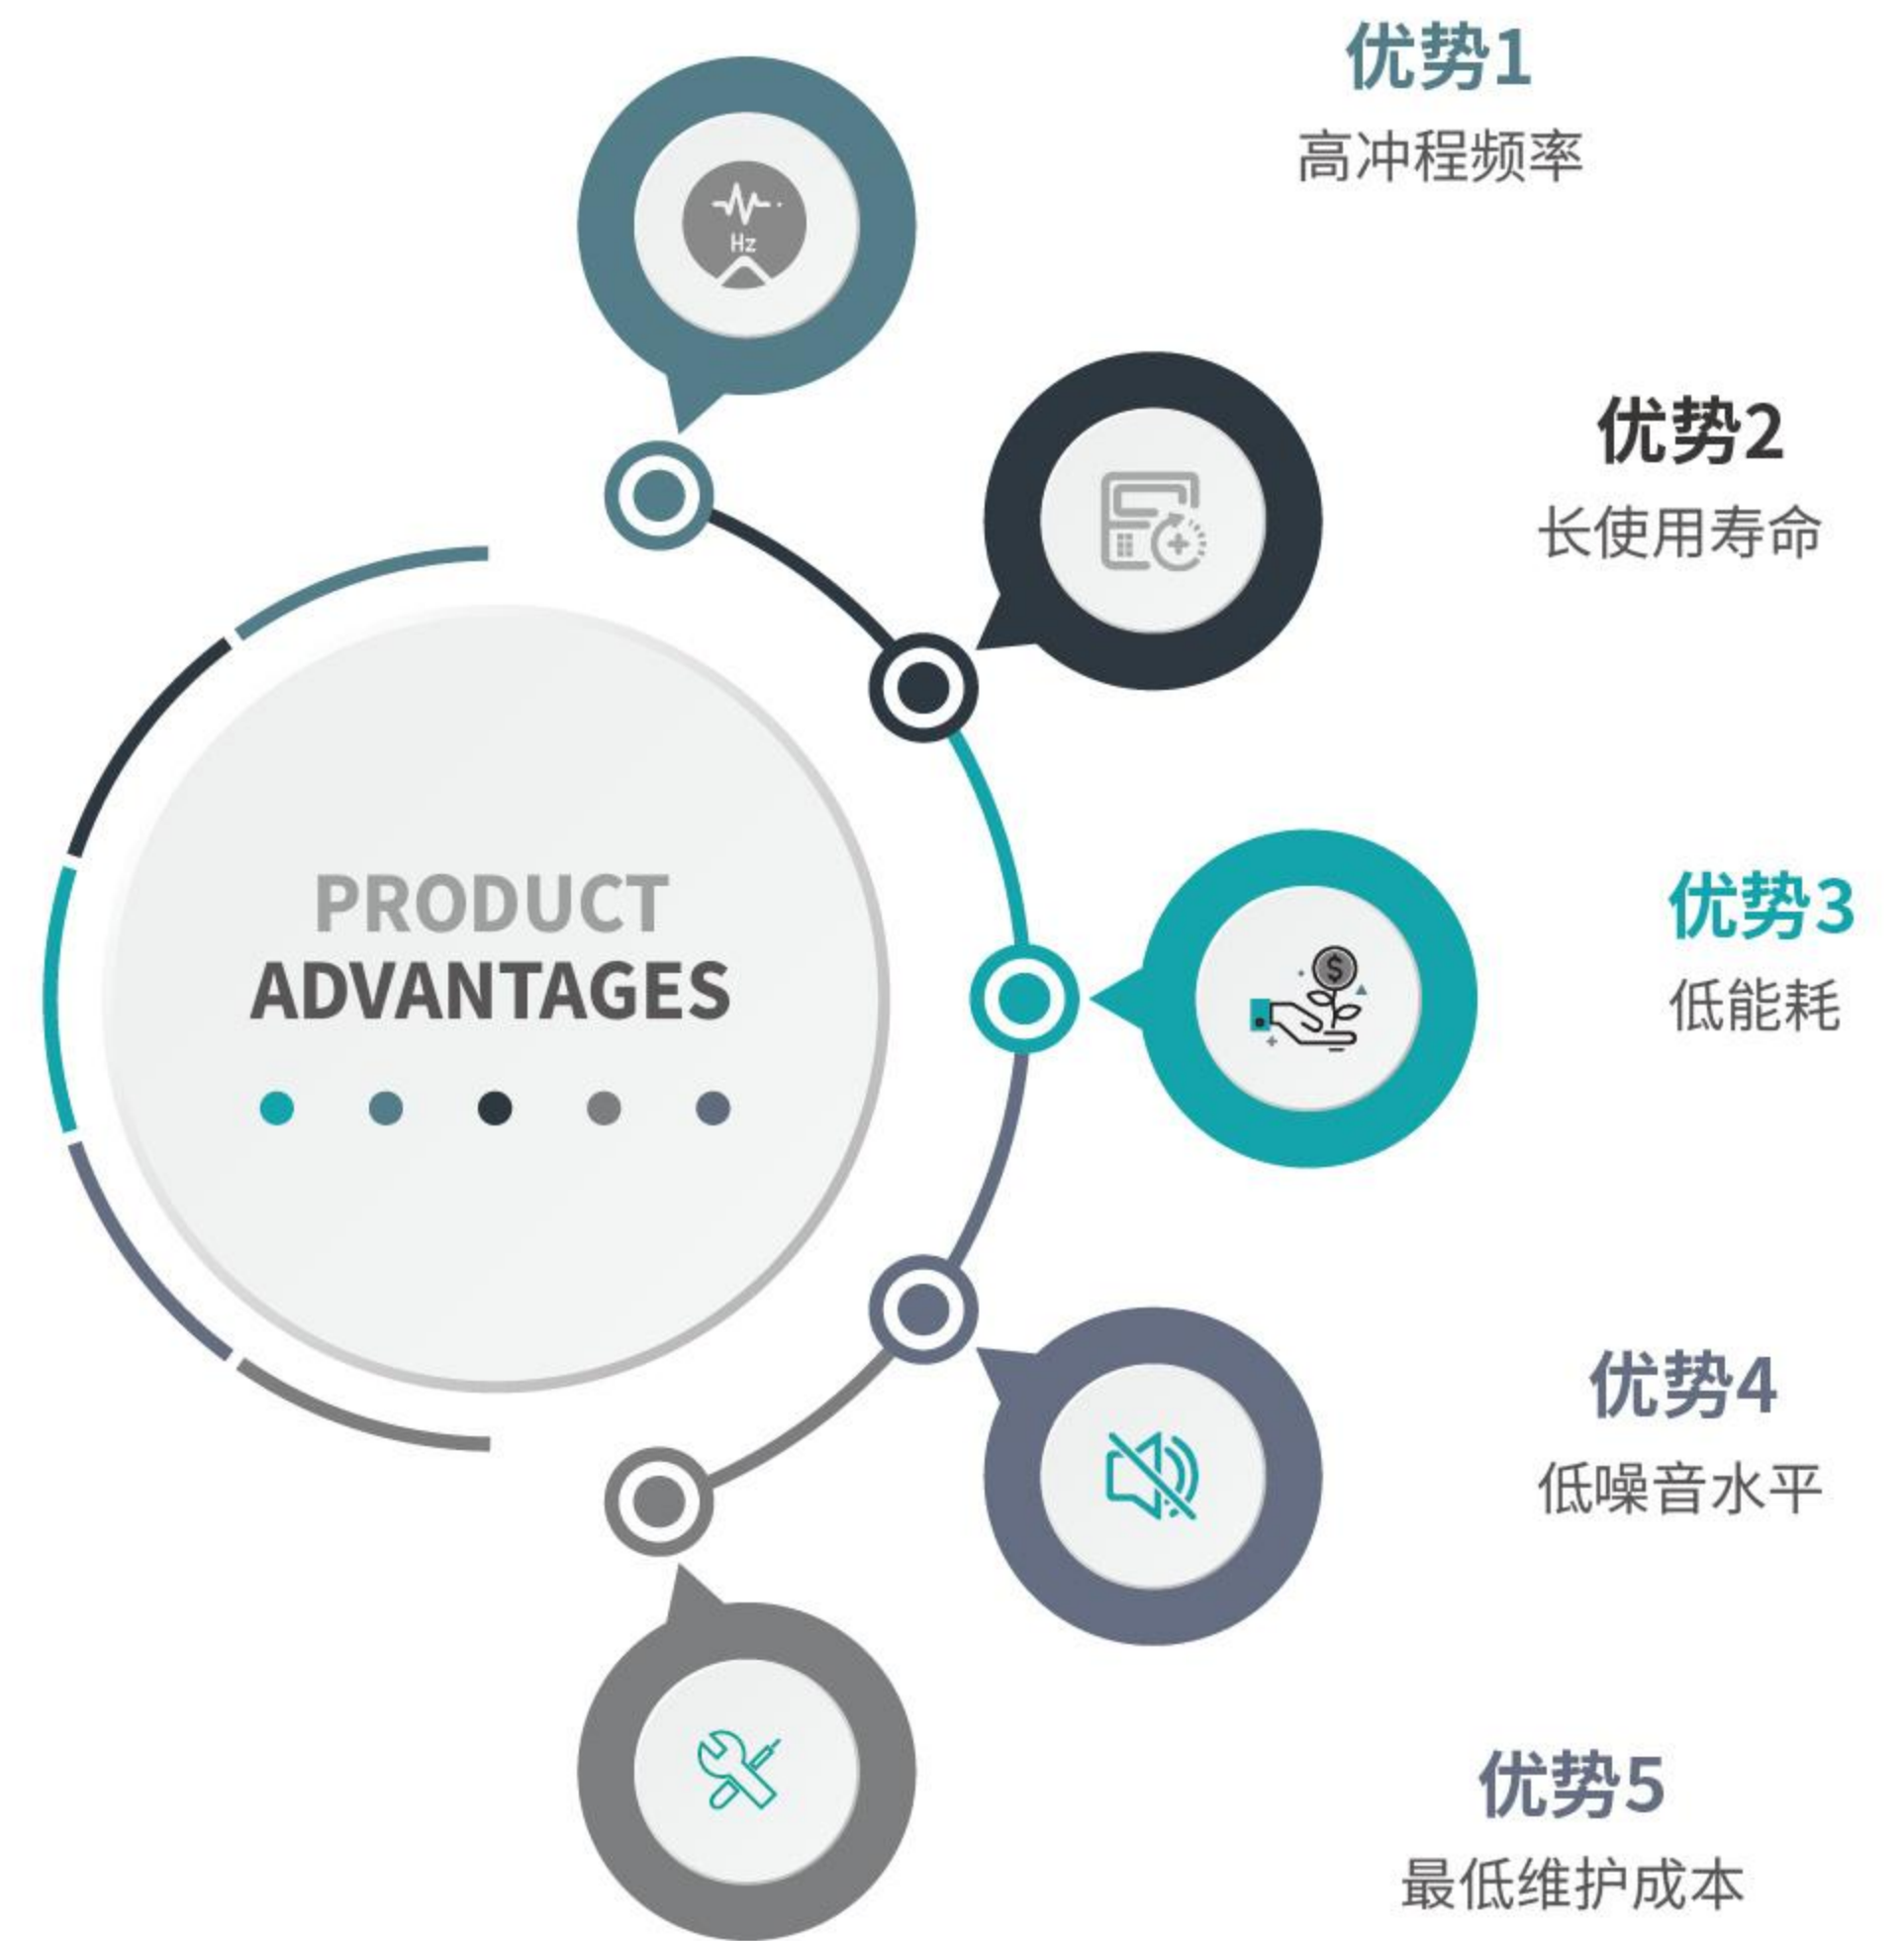 优势1
高冲程频率
Hz
优势2
长使用寿命
PRODUCT
ADVANTAGES
优势3
低能耗
$
优势4
低噪音水平
优势5
最低维护成本